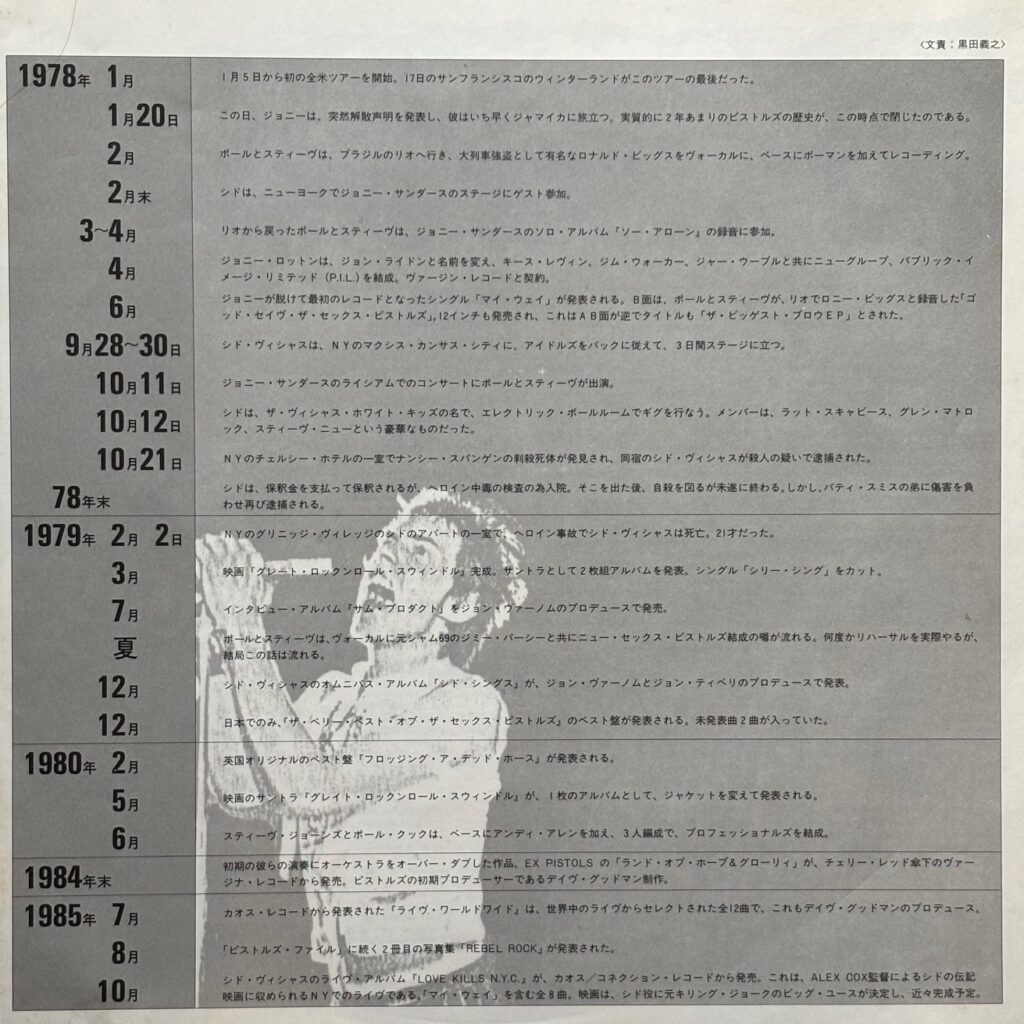 〈文責：黒田義之〉
1978年 1月 1月5日から初の全米ツアーを開始。17日のサンフランシスコのウィンターランドがこのツアーの最後だった。
1月20日 この日、ジョニーは、突然解散声明を発表し、彼はいち早くジャマイカに旅立つ。実質的に2年あまりのピストルズの歴史が、この時点で閉じたのである。
2月 ポールとスティーヴは、ブラジルのリオへ行き、大列車強盗として有名なロナルド・ビッグスをヴォーカルに、ベースにボーマンを加えてレコーディング。
2月末 シドは、ニューヨークでジョニー・サンダースのステージにゲスト参加。
3~4月 リオから戻ったポールとスティーヴは、ジョニー・サンダースのソロ・アルバム『ソー・アローン』の録音に参加。
4月 ジョニー・ロットンは、ジョン・ライドンと名前を変え、キース・レヴィン、ジム・ウォーカー、ジャー・ウーブルと共にニューグループ、パブリック・イ
メージ・リミテッド（P.I.L.）を結成。ヴァージン・レコードと契約。
6月 ジョニーが脱けて最初のレコードとなったシングル「マイ・ウェイ」が発表される。B面は、ポールとスティーヴが、リオでロニー・ビッグスと録音した「ゴ
ッド・セイヴ・ザ・セックス・ピストルズ」。12インチも発売され、これはAB面が逆でタイトルも「ザ・ビッゲスト・ブロウEP」とされた。
9月28~30日 シド・ヴィシャスは、NYのマクシス・カンサス・シティに、アイドルズをバックに従えて、3日間ステージに立つ。
10月11日 ジョニー・サンダースのライシアムでのコンサートにポールとスティーヴが出演。
10月12日 シドは、ザ・ヴィシャス・ホワイト・キッズの名で、エレクトリック・ボールルームでギグを行なう。メンバーは、ラット・スキャビース、グレン・マトロ
ック、スティーヴ・ニューという豪華なものだった。
10月21日 NYのチェルシー・ホテルの一室でナンシー・スパンゲンの刺殺死体が発見され、同宿のシド・ヴィシャスが殺人の疑いで逮捕された。
78年末 シドは、保釈金を支払って保釈されるが、ヘロイン中毒の検査の為入院。そこを出た後、自殺を図るが未遂に終わる。しかし、パティ・スミスの弟に傷害を負
わせ再び逮捕される。
1979年 2月 2日 NYのグリニッジ・ヴィレッジのシドのアパートの一室で、ヘロイン事故でシド・ヴィシャスは死亡。21才だった。
3月 映画『グレート・ロックンロール・スウィンドル』完成。サントラとして2枚組アルバムを発表。シングル「シリー・シング」をカット。
7月 インタビュー・アルバム『サム・プロダクト』をジョン・ヴァーノムのプロデュースで発売。
夏 ポールとスティーヴは、ヴォーカルに元シャム69のジミー・パーシーと共にニュー・セックス・ピストルズ結成の噂が流れる。何度かリハーサルを実際やるが、
結局この話は流れる。
12月 シド・ヴィシャスのオムニバス・アルバム『シド・シングス』が、ジョン・ヴァーノムとジョン・ティベリのプロデュースで発表。
12月 日本でのみ、『ザ・ベリー・ベスト・オブ・ザ・セックス・ピストルズ』のベスト盤が発表される。未発表曲2曲が入っていた。
1980年 2月 英国オリジナルのベスト盤『フロッジング・ア・デッド・ホース』が発表される。
5月 映画のサントラ『グレイト・ロックンロール・スウィンドル』が、1枚のアルバムとして、ジャケットを変えて発表される。
6月 スティーヴ・ジョーンズとポール・クックは、ベースにアンディ・アレンを加え、3人編成で、プロフェッショナルズを結成。
1984年末 初期の彼らの演奏にオーケストラをオーバー・ダブした作品、EX PISTOLS の「ランド・オブ・ホープ&グローリィ」が、チェリー・レッド傘下のヴァー
ジナ・レコードから発売。ピストルズの初期プロデューサーであるデイヴ・グッドマン制作。
1985年 7月 カオス・レコードから発表された『ライヴ・ワールドワイド』は、世界中のライヴからセレクトされた全12曲で、これもデイヴ・グッドマンのプロデュース。
8月 「ピストルズ・ファイル」に続く2冊目の写真集「REBEL ROCK」が発表された。
10月 シド・ヴィシャスのライヴ・アルバム『LOVE KILLS N.Y.C.』が、カオス／コネクション・レコードから発売。これは、ALEX COX監督によるシドの伝記
映画に収められるNYでのライヴである。「マイ・ウェイ」を含む全8曲。映画は、シド役に元キリング・ジョークのビッグ・ユースが決定し、近々完成予定。